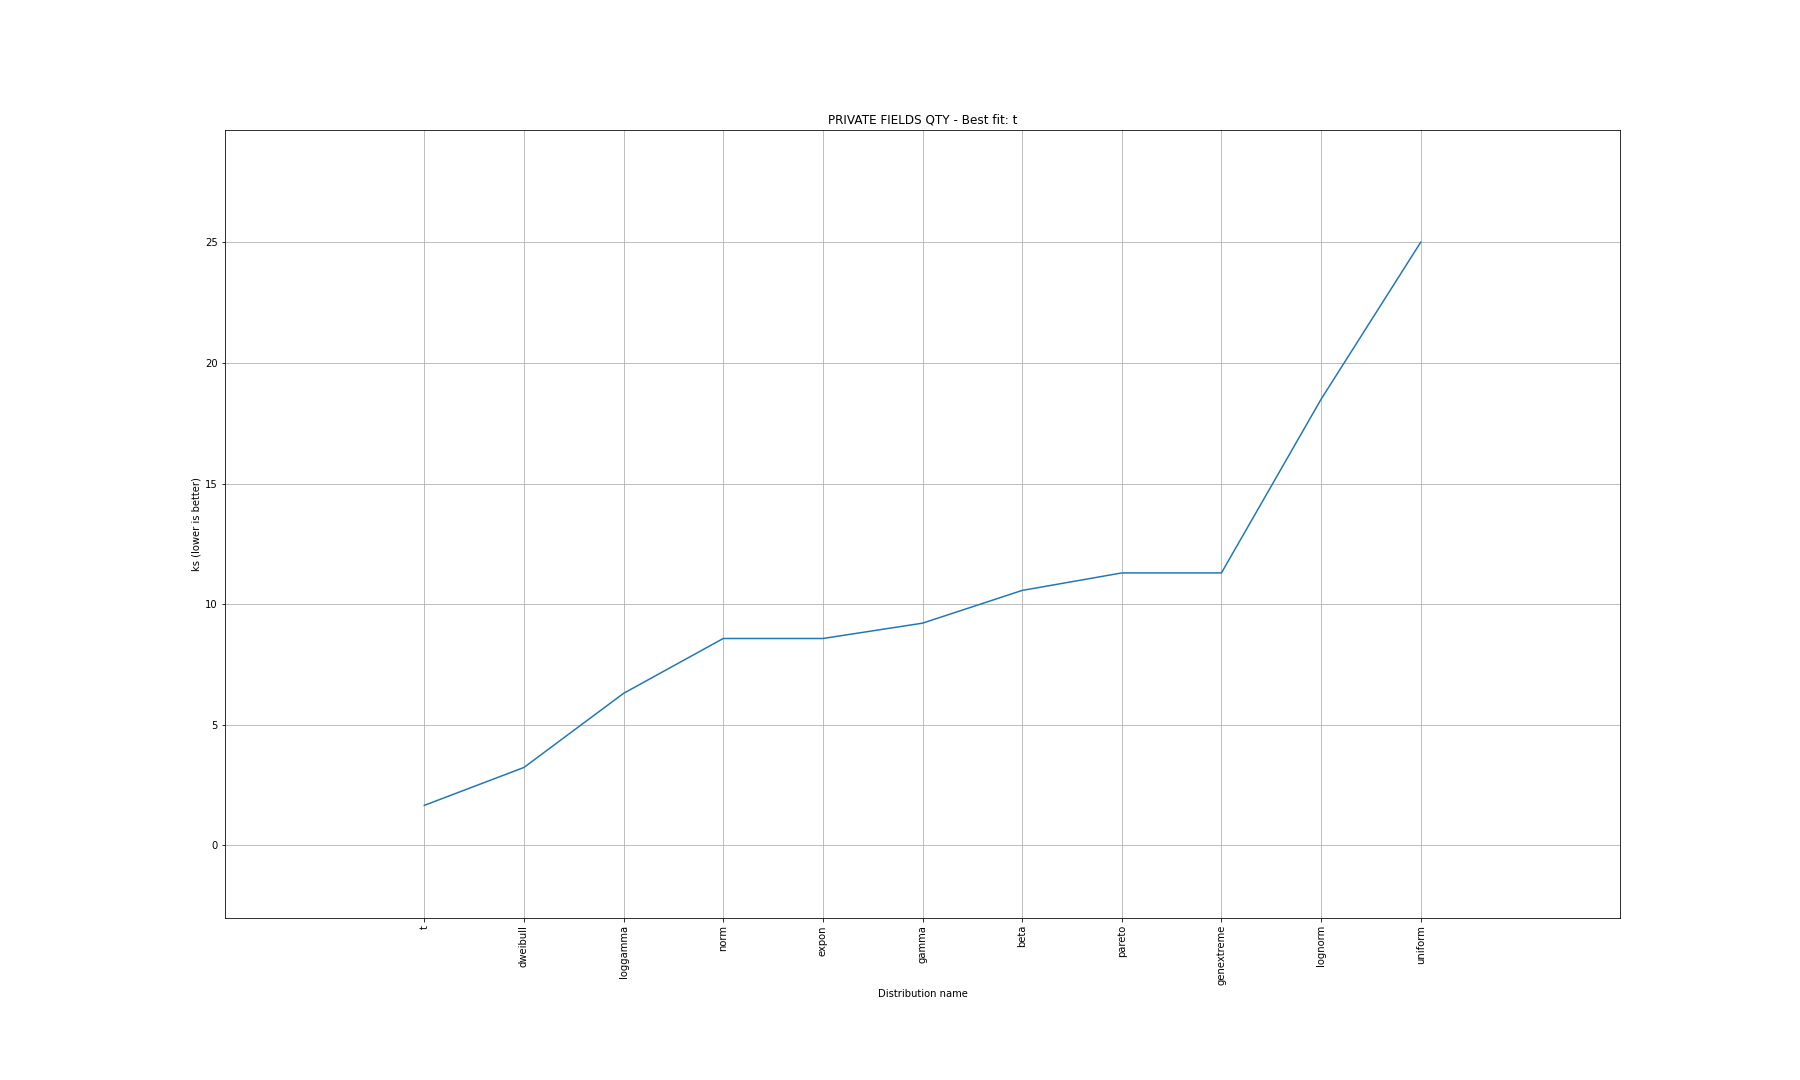 PRIVATE FIELDS QTY - Best fit: t
ks (lower is better)
25
20
15
10
5
0
t
dweibull
loggamma
norm
expon
gamma
beta
pareto
genextreme
lognorm
uniform
Distribution name